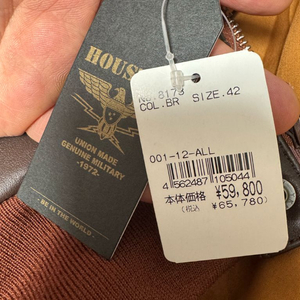 HOUS
UNION MADE
GENUINE MILITARY
-1972-
- BE IN THE WORLD -
NO.8173
COL.BR SIZE.42
001-12-ALL
4 562487 105044
本体価格 ¥59,800
(税込 ¥65,780)